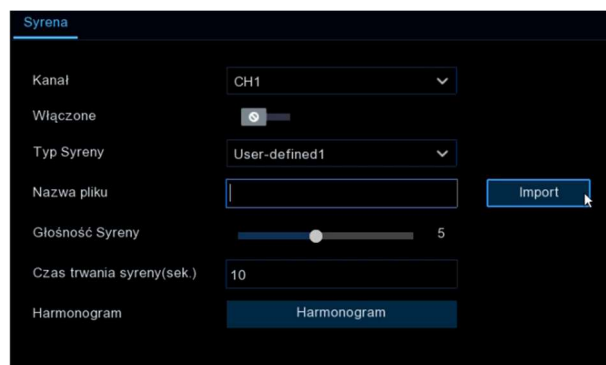 Syrena
Kanał CH1
Włączone
Typ Syreny User-defined1
Nazwa pliku Import
Głośność Syreny 5
Czas trwania syreny(sek.) 10
Harmonogram Harmonogram